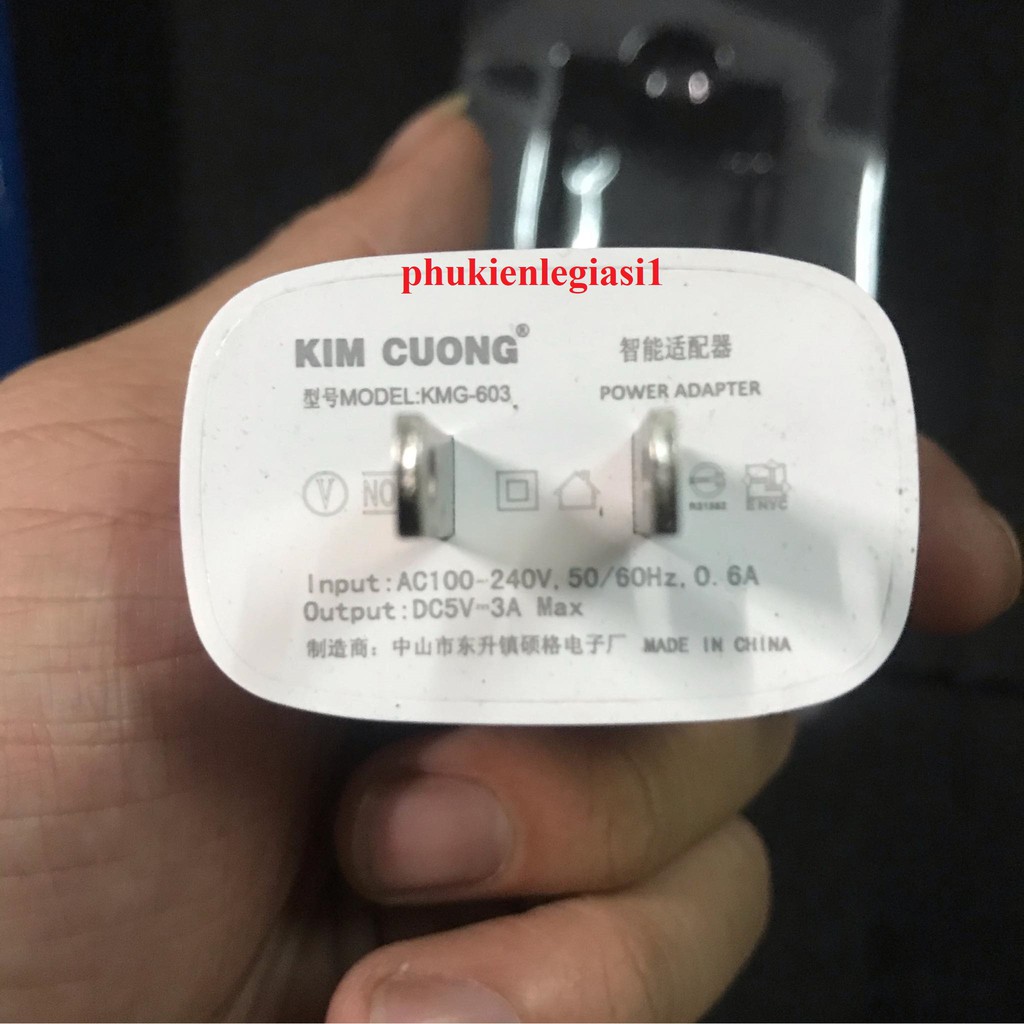 phukienlegiasi1
KIM CUONG®
智能适配器
型号MODEL:KMG-603
POWER ADAPTER
V
NO
Input:AC100-240V, 50/60Hz, 0.6A
Output:DC5V⎓3A Max
制造商：中山市东升镇硕格电子厂 MADE IN CHINA